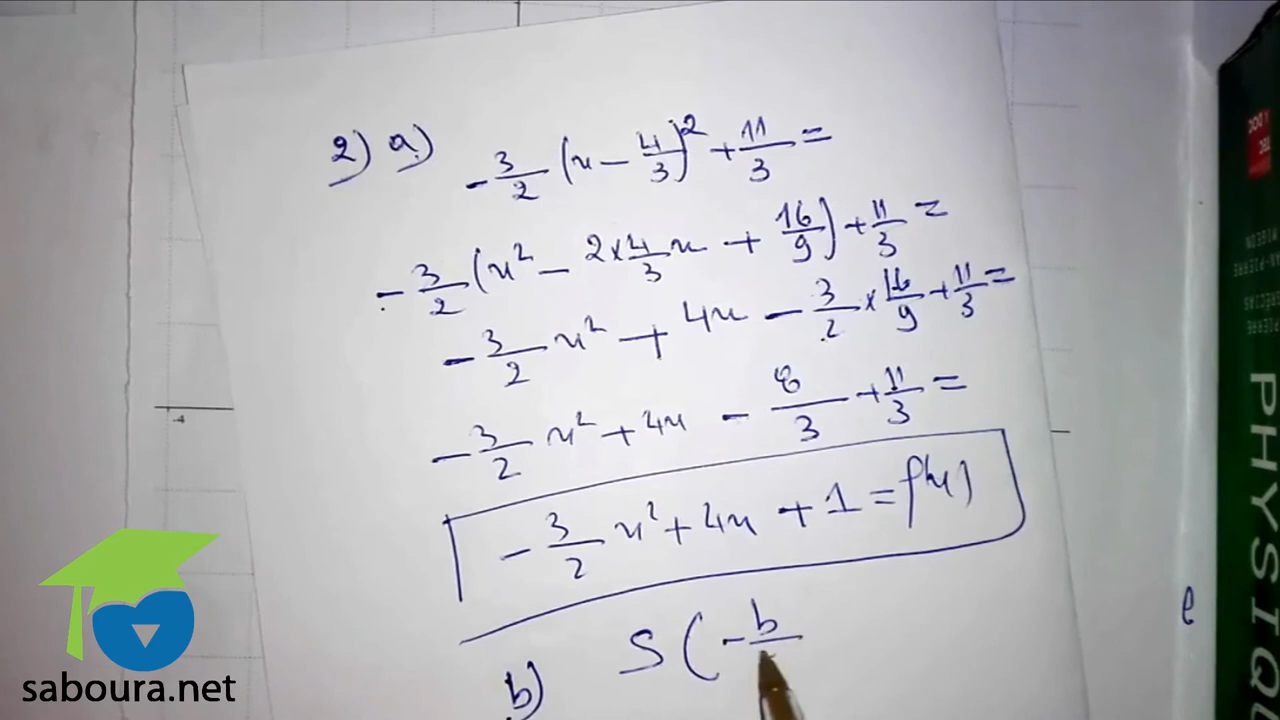 2) a) -3/2 (x - 4/3)² + 11/3 =
-3/2 (x² - 2×4/3 x + 16/9) + 11/3 =
-3/2 x² + 4x - 3/2 × 16/9 + 11/3 =
-3/2 x² + 4x - 8/3 + 11/3 =
-3/2 x² + 4x + 1 = f(x)
b) S(-b
-4
saboura.net
PHYSIQU
e